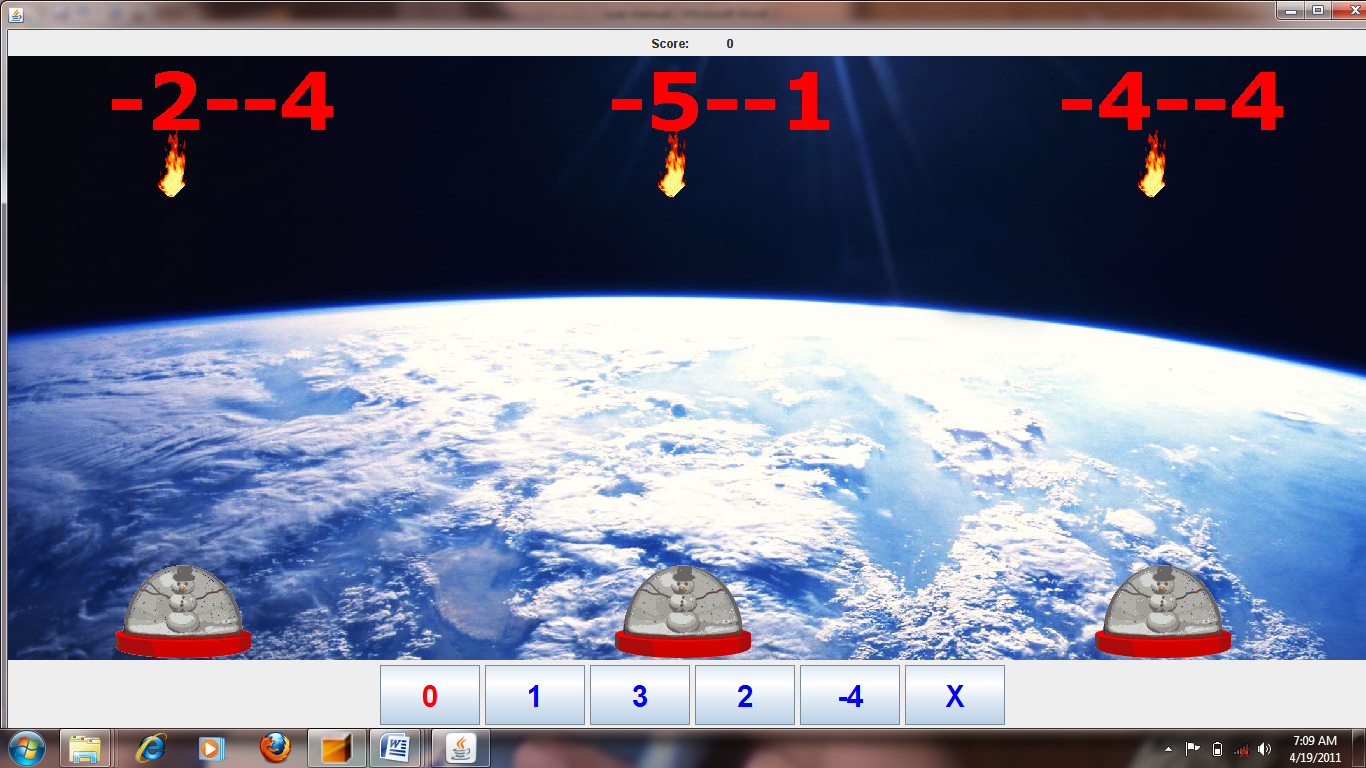 Score: 0
-2--4 -5--1 -4--4
0 1 3 2 -4 X
7:09 AM
4/19/2011